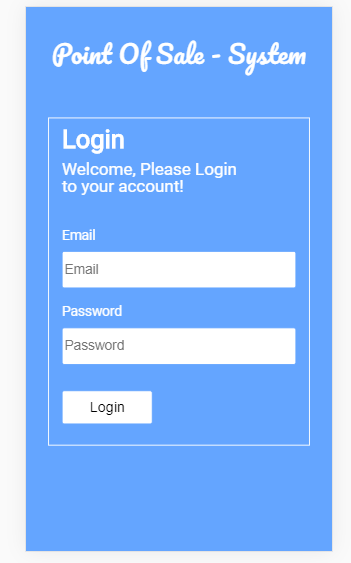 Point Of Sale - System
Login
Welcome, Please Login
to your account!
Email
Email
Password
Password
Login